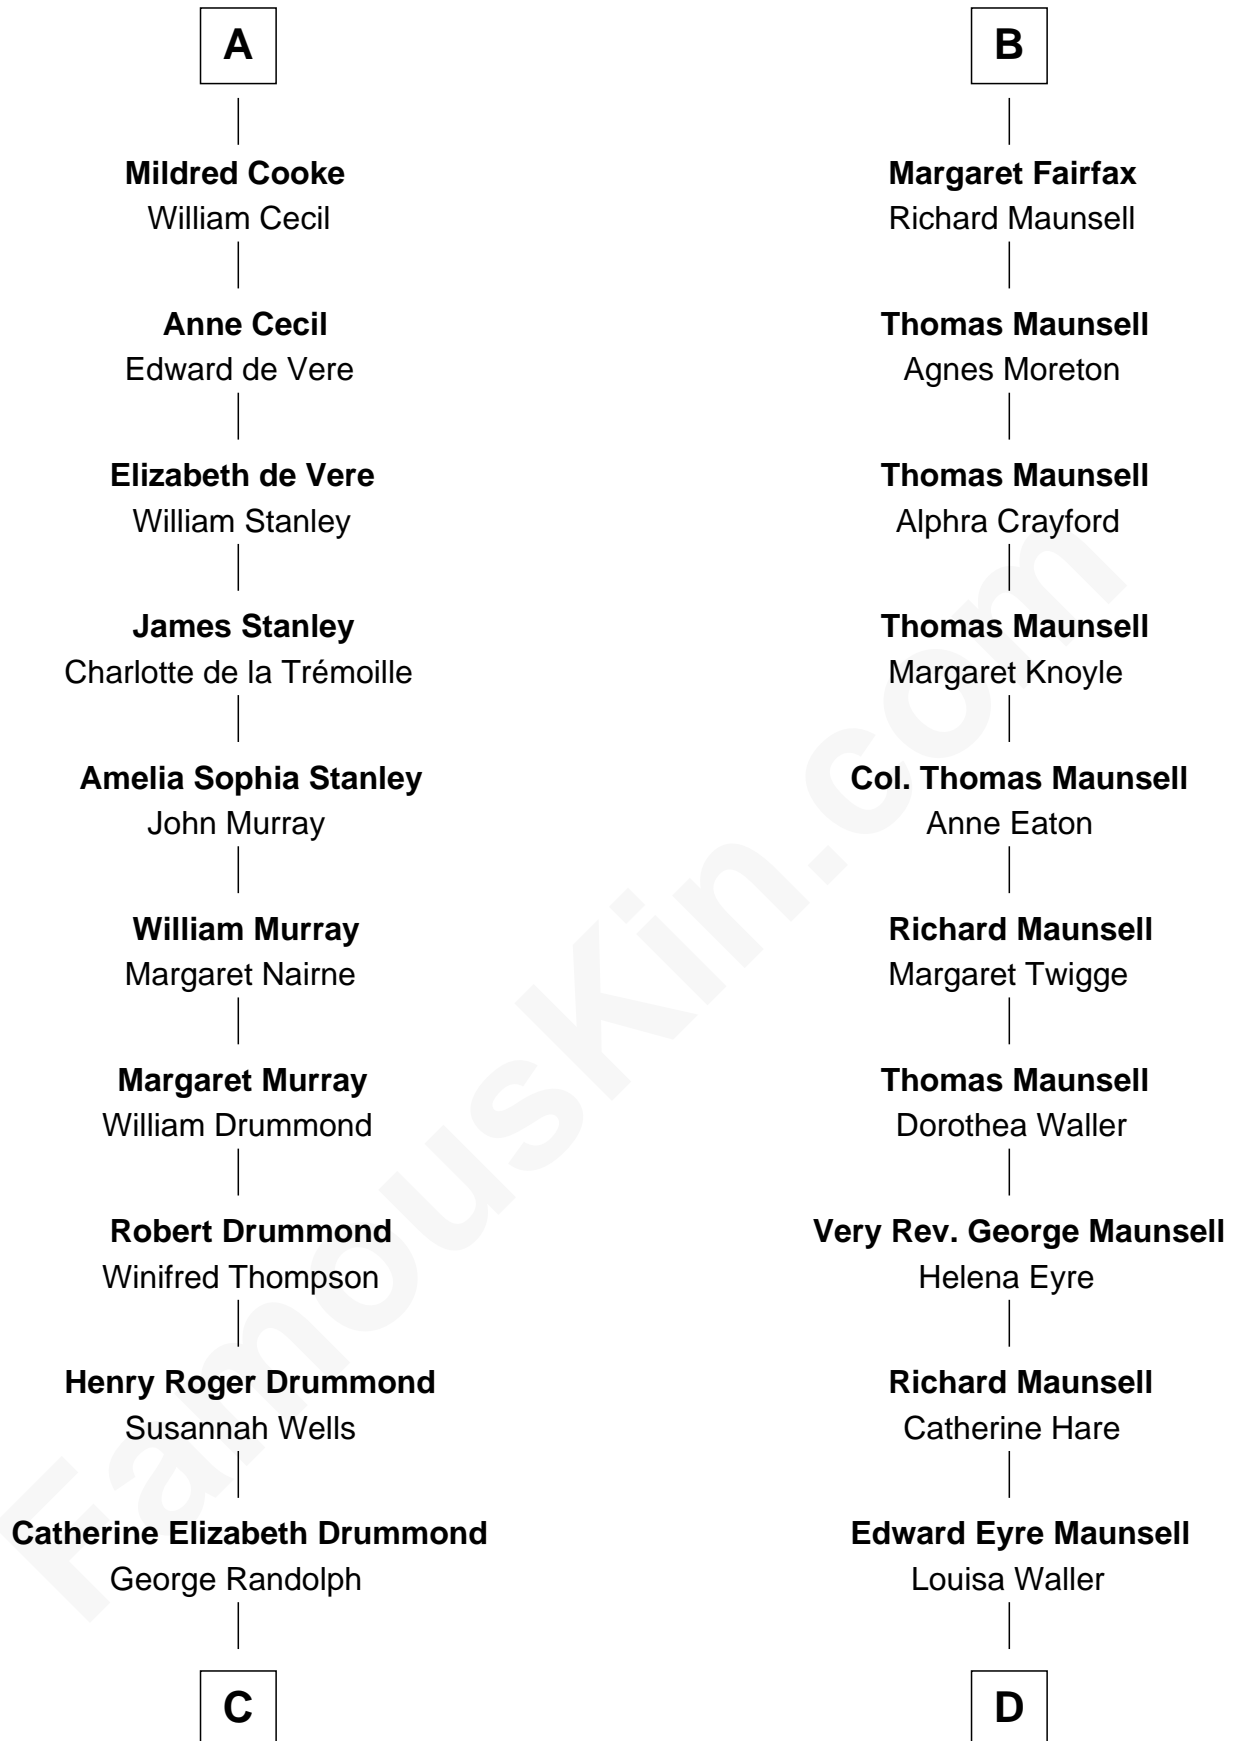 A
Mildred Cooke
William Cecil
Anne Cecil
Edward de Vere
Elizabeth de Vere
William Stanley
James Stanley
Charlotte de la Trémoille
Amelia Sophia Stanley
John Murray
William Murray
Margaret Nairne
Margaret Murray
William Drummond
Robert Drummond
Winifred Thompson
Henry Roger Drummond
Susannah Wells
Catherine Elizabeth Drummond
George Randolph
C
B
Margaret Fairfax
Richard Maunsell
Thomas Maunsell
Agnes Moreton
Thomas Maunsell
Alphra Crayford
Thomas Maunsell
Margaret Knoyle
Col. Thomas Maunsell
Anne Eaton
Richard Maunsell
Margaret Twigge
Thomas Maunsell
Dorothea Waller
Very Rev. George Maunsell
Helena Eyre
Richard Maunsell
Catherine Hare
Edward Eyre Maunsell
Louisa Waller
D
FamousKin.com